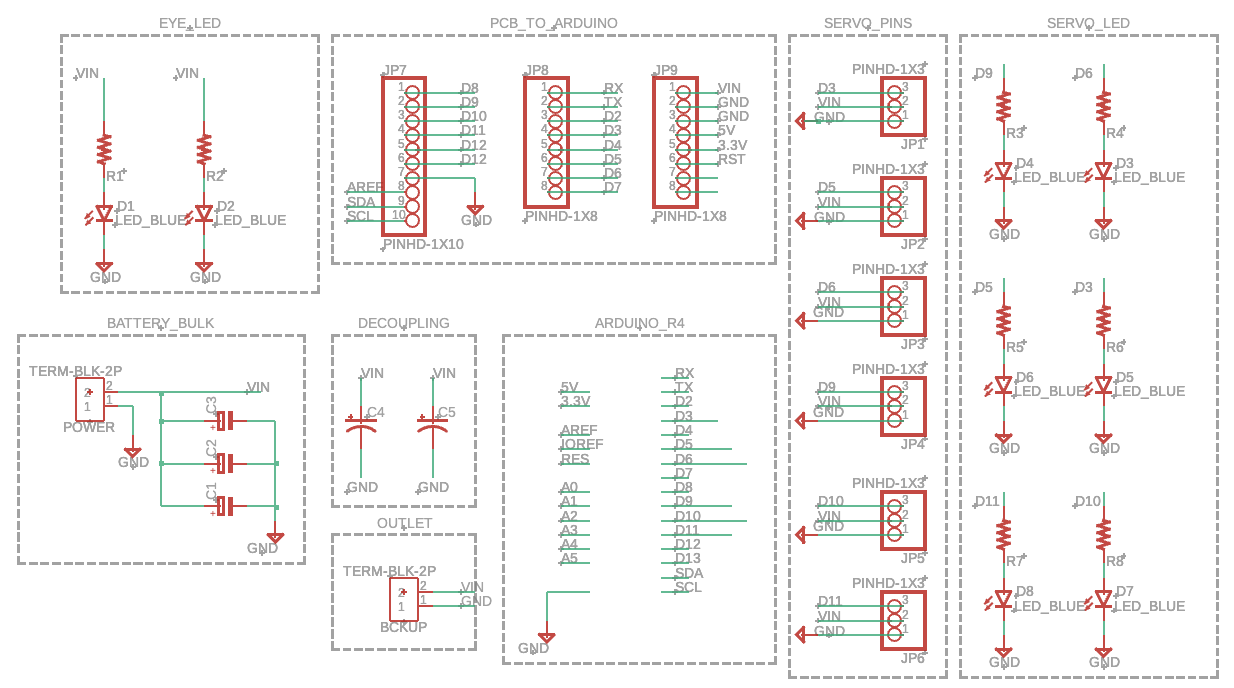 EYE_LED
VIN
VIN
R1
R2
D1
LED_BLUE
D2
LED_BLUE
GND
GND
PCB_TO_ARDUINO
JP7
1
2
3
4
5
6
7
8
9
10
D8
D9
D10
D11
D12
D12
AREF
SDA
SCL
GND
PINHD-1X10
JP8
1
2
3
4
5
6
7
8
RX
TX
D2
D3
D4
D5
D6
D7
PINHD-1X8
JP9
1
2
3
4
5
6
7
8
VIN
GND
GND
5V
3.3V
RST
PINHD-1X8
SERVO_PINS
PINHD-1X3
D3
VIN
GND
3
2
1
JP1
PINHD-1X3
D5
VIN
GND
3
2
1
JP2
PINHD-1X3
D6
VIN
GND
3
2
1
JP3
PINHD-1X3
D9
VIN
GND
3
2
1
JP4
PINHD-1X3
D10
VIN
GND
3
2
1
JP5
PINHD-1X3
D11
VIN
GND
3
2
1
JP6
SERVO_LED
D9
D6
R3
R4
D4
LED_BLUE
D3
LED_BLUE
GND
GND
D5
D3
R5
R6
D6
LED_BLUE
D5
LED_BLUE
GND
GND
D11
D10
R7
R8
D8
LED_BLUE
D7
LED_BLUE
GND
GND
BATTERY_BULK
TERM-BLK-2P
2
2
1
1
POWER
VIN
GND
C3
C2
C1
GND
DECOUPLING
VIN
VIN
C4
C5
GND
GND
OUTLET
TERM-BLK-2P
2
2
1
1
VIN
GND
BCKUP
ARDUINO_R4
5V
3.3V
AREF
IOREF
RES
A0
A1
A2
A3
A4
A5
GND
RX
TX
D2
D3
D4
D5
D6
D7
D8
D9
D10
D11
D12
D13
SDA
SCL